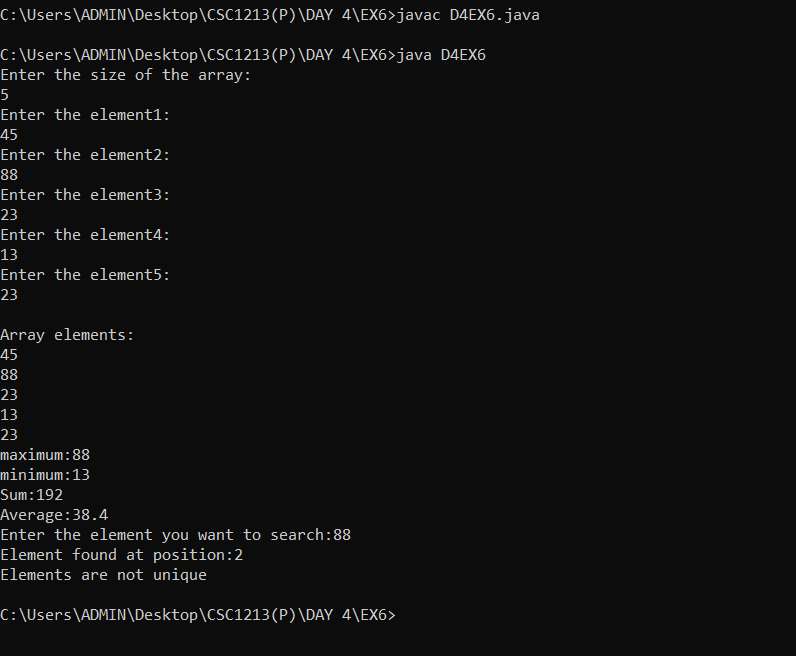 C:\Users\ADMIN\Desktop\CSC1213(P)\DAY 4\EX6>javac D4EX6.java
C:\Users\ADMIN\Desktop\CSC1213(P)\DAY 4\EX6>java D4EX6
Enter the size of the array:
5
Enter the element1:
45
Enter the element2:
88
Enter the element3:
23
Enter the element4:
13
Enter the element5:
23
Array elements:
45
88
23
13
23
maximum:88
minimum:13
Sum:192
Average:38.4
Enter the element you want to search:88
Element found at position:2
Elements are not unique
C:\Users\ADMIN\Desktop\CSC1213(P)\DAY 4\EX6>